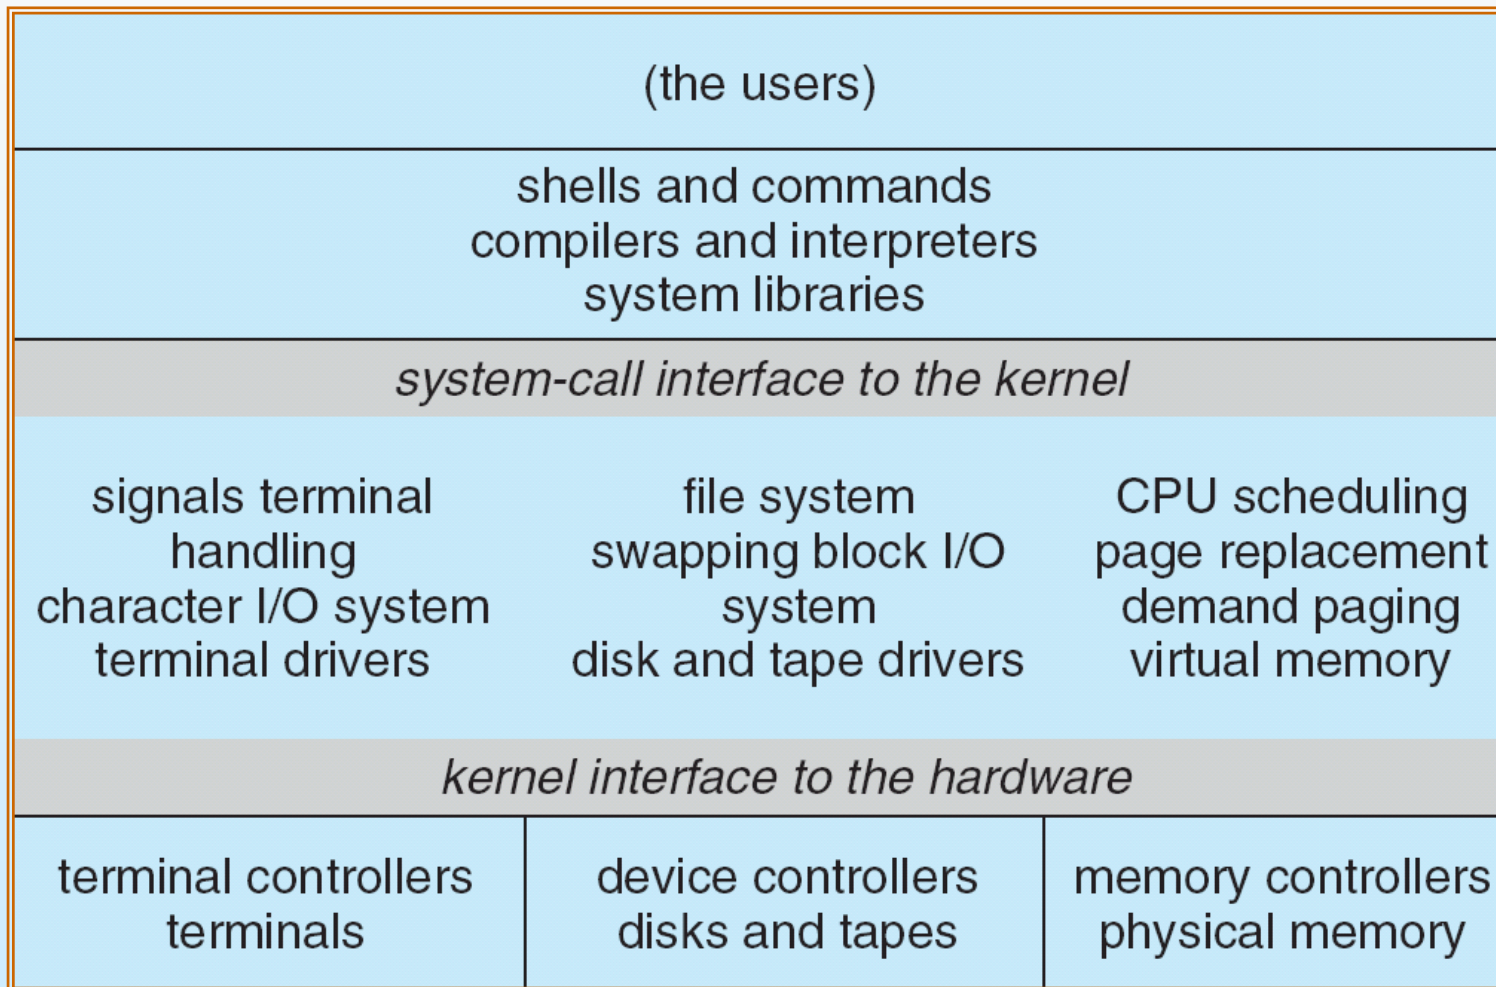 (the users)
shells and commands
compilers and interpreters
system libraries
system-call interface to the kernel
signals terminal
handling
character I/O system
terminal drivers
file system
swapping block I/O
system
disk and tape drivers
CPU scheduling
page replacement
demand paging
virtual memory
kernel interface to the hardware
terminal controllers
terminals
device controllers
disks and tapes
memory controllers
physical memory